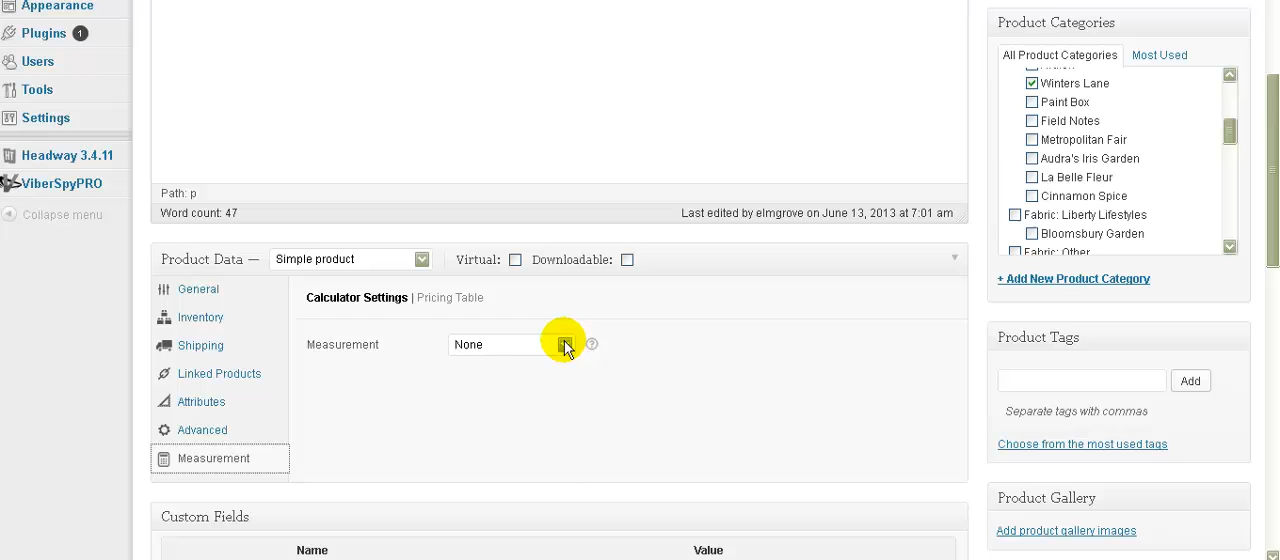 Appearance
Plugins 1
Users
Tools
Settings
Headway 3.4.11
ViberSpyPRO
Collapse menu
Path: p
Word count: 47
Last edited by elmgrove on June 13, 2013 at 7:01 am
Product Data — Simple product Virtual: Downloadable:
General
Inventory
Shipping
Linked Products
Attributes
Advanced
Measurement
Calculator Settings | Pricing Table
Measurement None ?
Custom Fields
Name Value
Product Categories
All Product Categories Most Used
Winters Lane
Paint Box
Field Notes
Metropolitan Fair
Audra's Iris Garden
La Belle Fleur
Cinnamon Spice
Fabric: Liberty Lifestyles
Bloomsbury Garden
Fabric: Other
+ Add New Product Category
Product Tags
Add
Separate tags with commas
Choose from the most used tags
Product Gallery
Add product gallery images